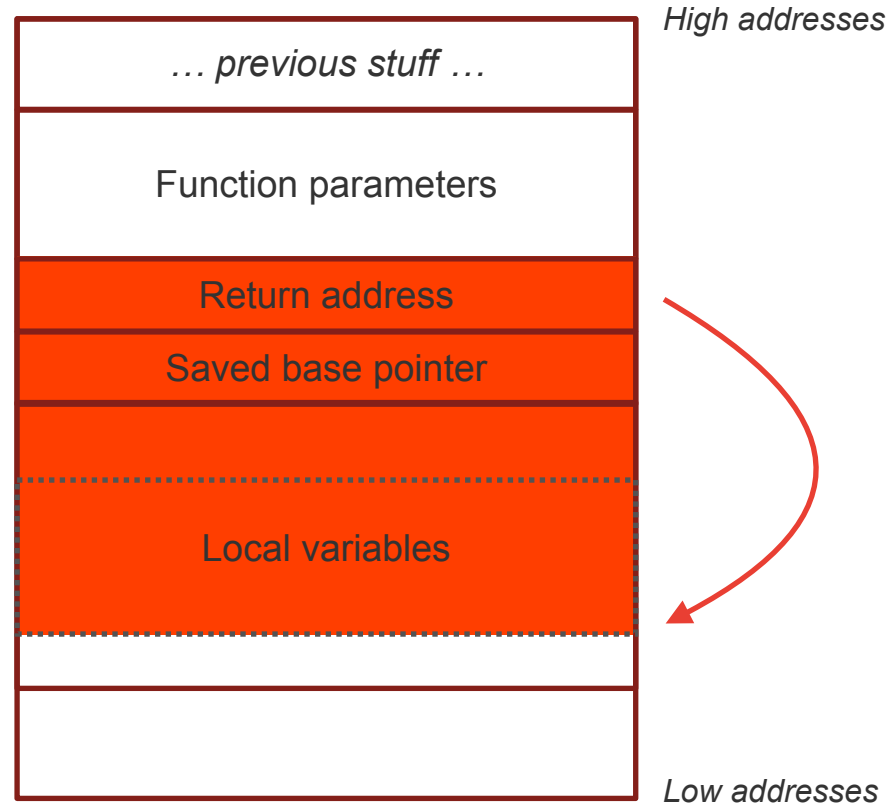 High addresses
… previous stuff …
Function parameters
Return address
Saved base pointer
Local variables
Low addresses